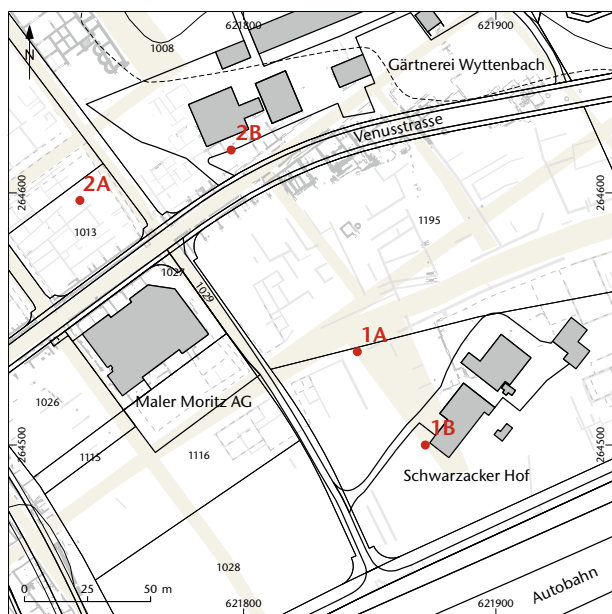 621800
621900
1008
N
Gärtnerei Wyttenbach
Venusstrasse
2B
2A
264600
264600
1013
1195
1027
1029
1A
Maler Moritz AG
1026
1B
264500
264500
1115
1116
Schwarzacker Hof
1028
Autobahn
0 25 50 m
621800
621900